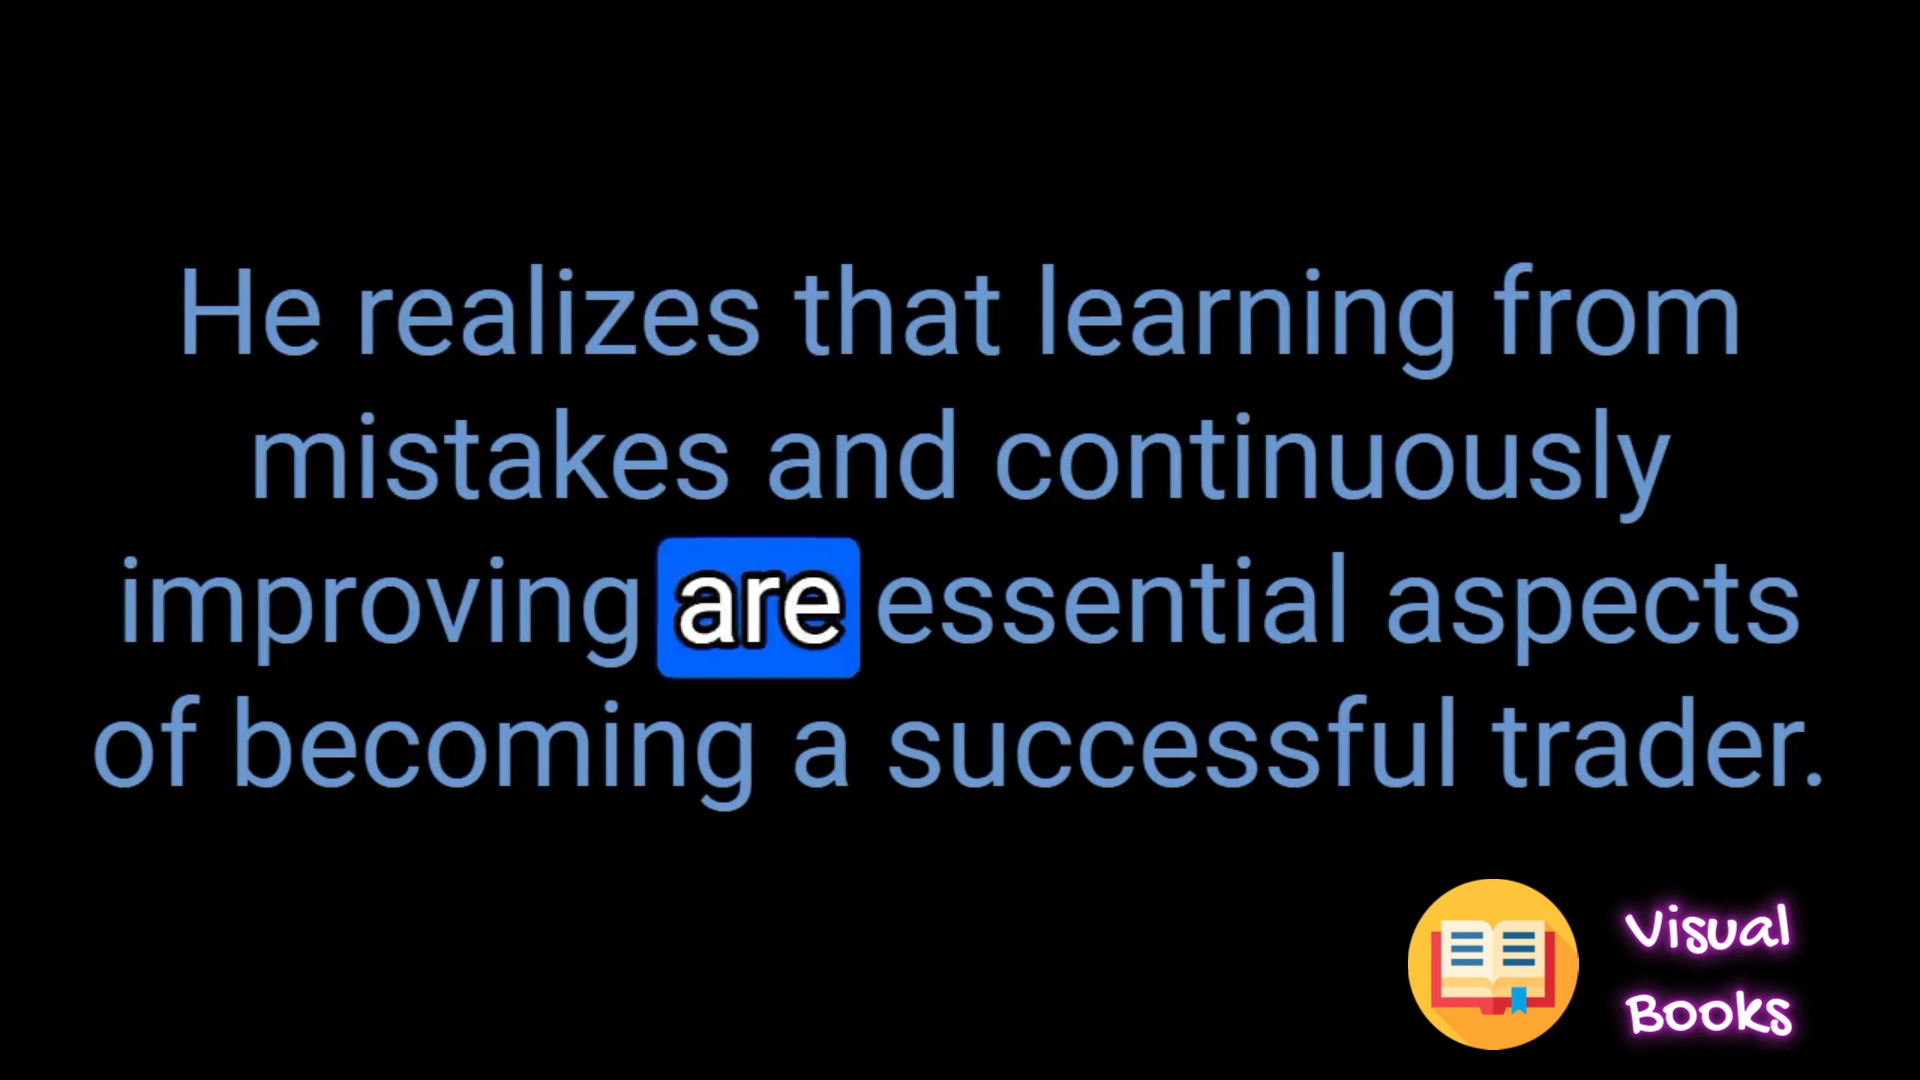 He realizes that learning from
mistakes and continuously
improving are essential aspects
of becoming a successful trader.
Visual
Books